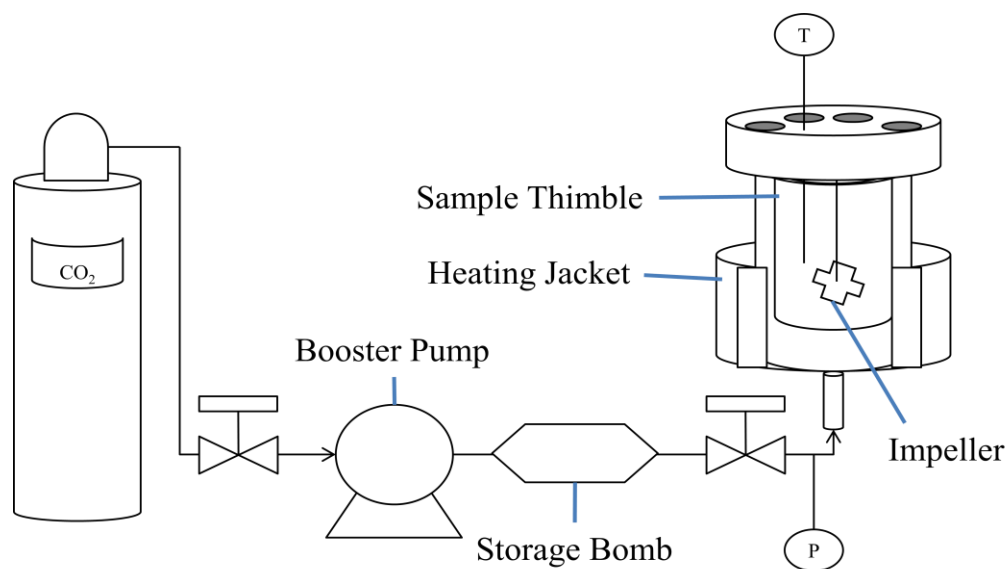 T
Sample Thimble
Heating Jacket
CO2
Booster Pump
Impeller
Storage Bomb
P